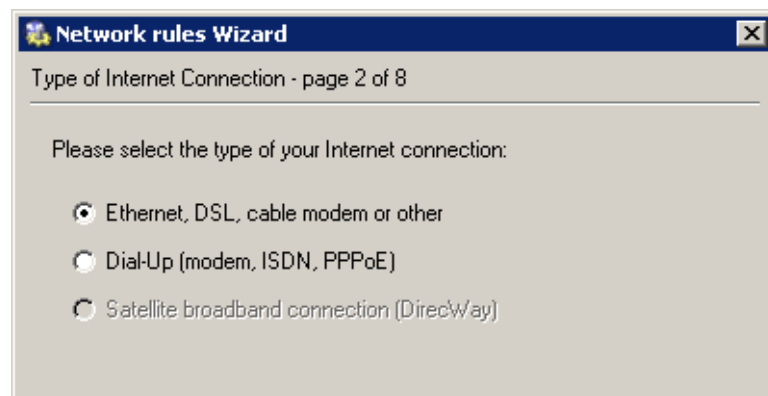 Network rules Wizard
Type of Internet Connection - page 2 of 8
Please select the type of your Internet connection:
Ethernet, DSL, cable modem or other
Dial-Up (modem, ISDN, PPPoE)
Satellite broadband connection (DirecWay)